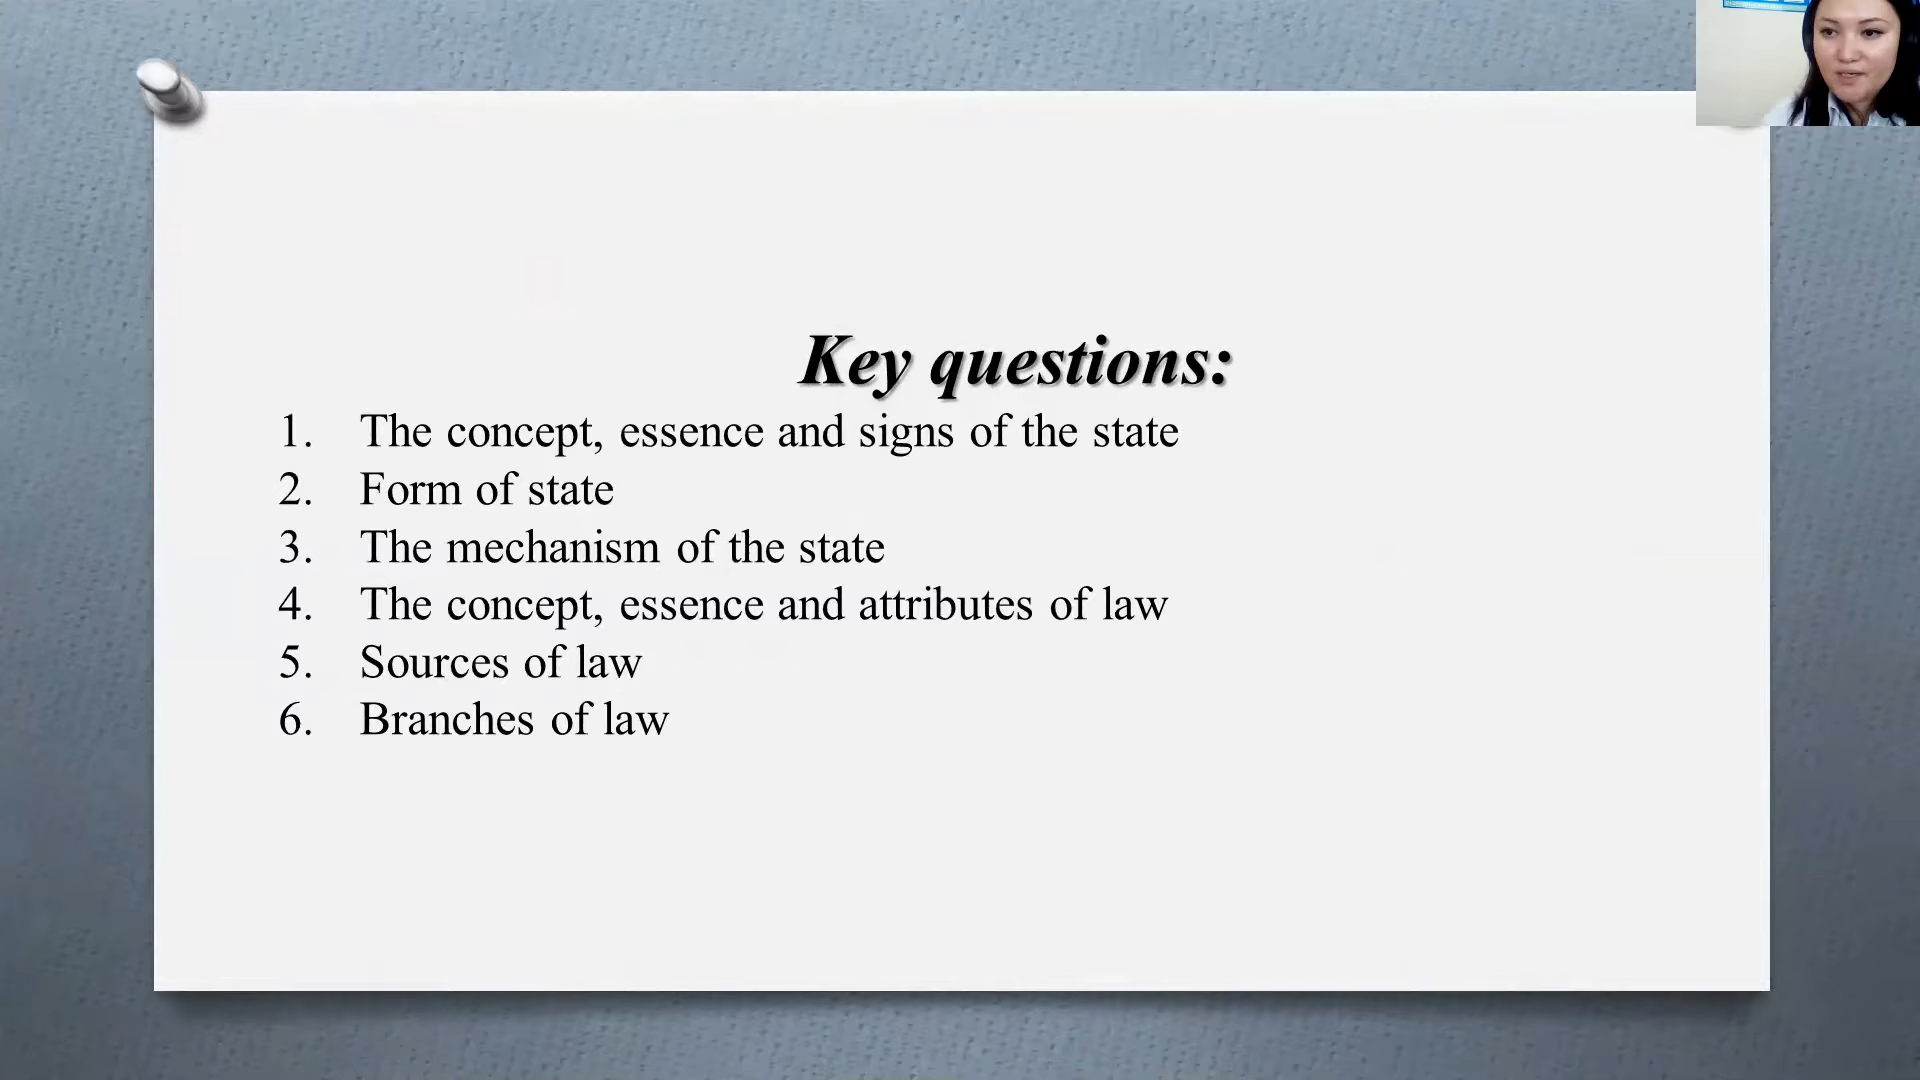 Key questions:
1. The concept, essence and signs of the state
2. Form of state
3. The mechanism of the state
4. The concept, essence and attributes of law
5. Sources of law
6. Branches of law